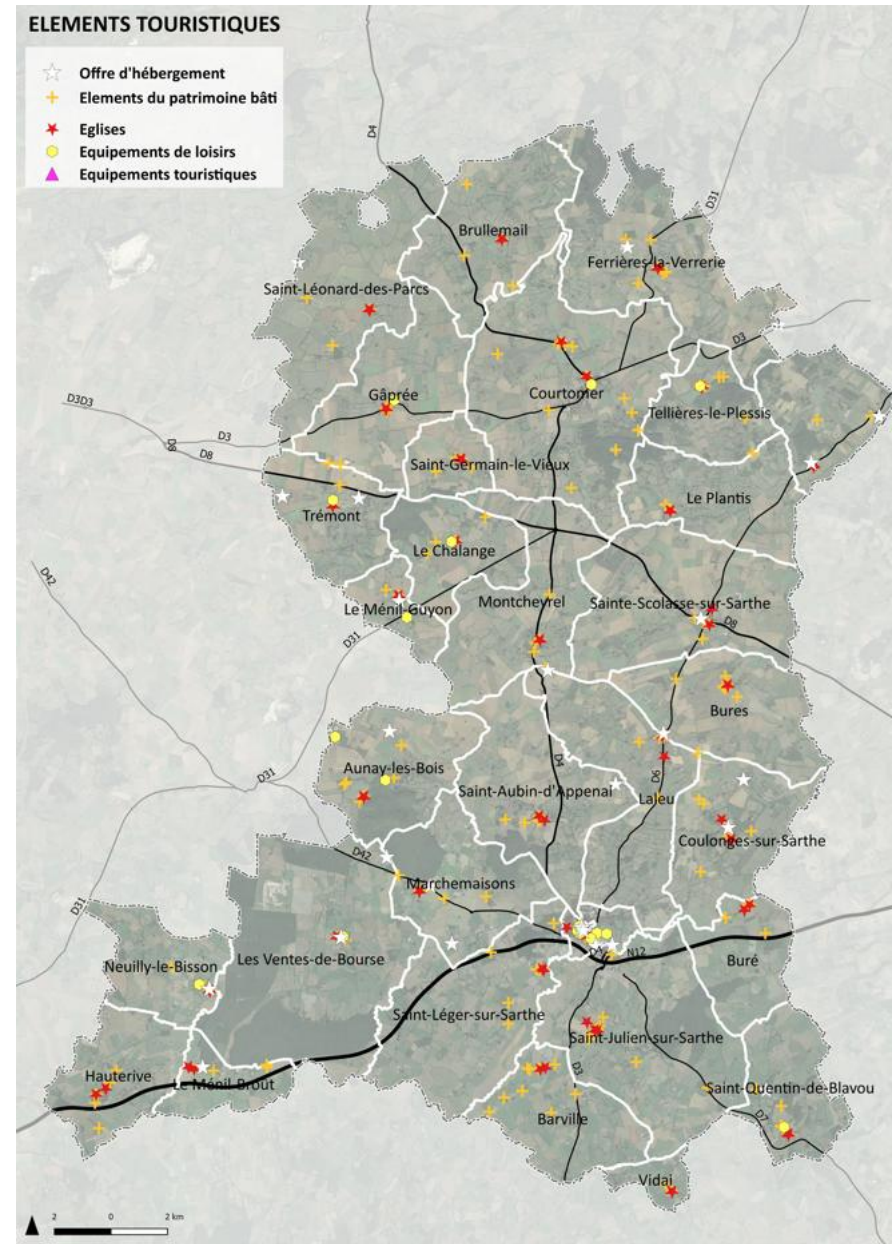 ELEMENTS TOURISTIQUES
Offre d'hébergement
Elements du patrimoine bâti
Eglises
Equipements de loisirs
Equipements touristiques
D4
D31
Brullemail
Ferrières-la-Verrerie
Saint-Léonard-des-Parcs
D3
Gâprée
Courtomer
Tellières-le-Plessis
D3D3
D3
D8
D8
Saint-Germain-le-Vieux
Le Plantis
Trémont
Le Chalange
D42
Le Ménil-Guyon
Montchevrel
Sainte-Scolasse-sur-Sarthe
D8
D31
Bures
D31
Aunay-les-Bois
D4
D6
Saint-Aubin-d'Appenai
Laleu
Coulonges-sur-Sarthe
D42
Marchemaisons
D31
Neuilly-le-Bisson
Les Ventes-de-Bourse
N12
Buré
Saint-Léger-sur-Sarthe
Saint-Julien-sur-Sarthe
Hauterive
Le Ménil-Brout
D3
Saint-Quentin-de-Blavou
Barville
D7
Vidai
2 0 2 km